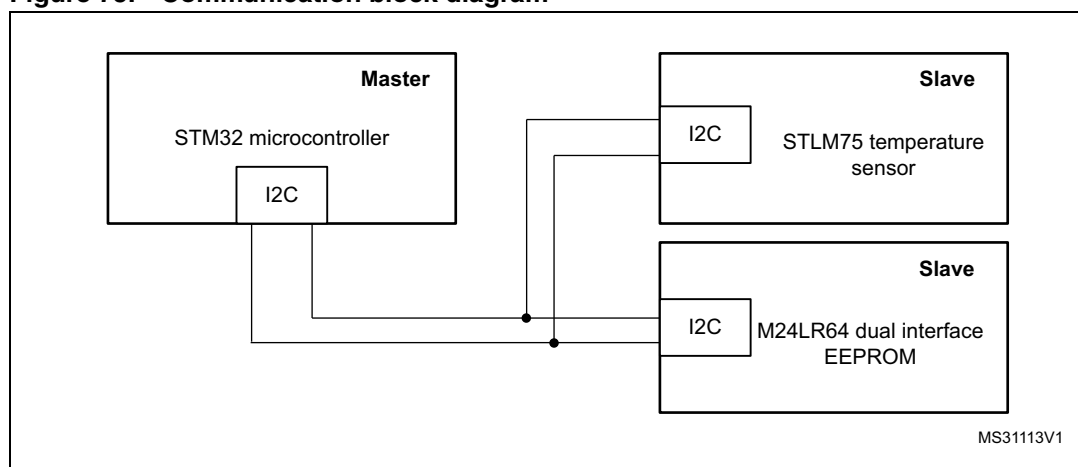 Figure Communication block diagram
Master
STM32 microcontroller
I2C
Slave
I2C
STLM75 temperature
sensor
Slave
I2C
M24LR64 dual interface
EEPROM
MS31113V1